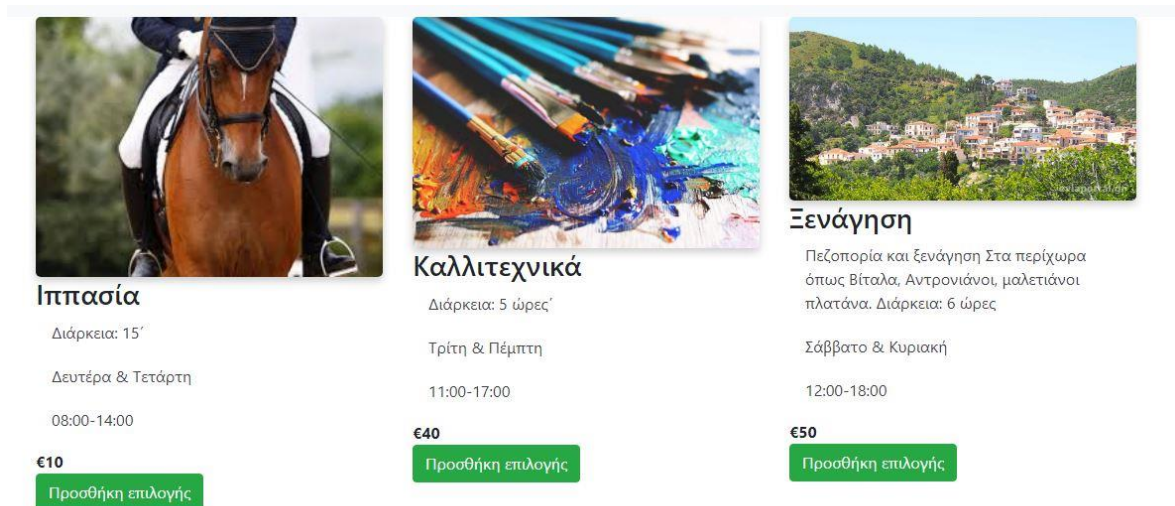 Ιππασία
Διάρκεια: 15΄
Δευτέρα & Τετάρτη
08:00-14:00
€10
Προσθήκη επιλογής
Καλλιτεχνικά
Διάρκεια: 5 ώρες΄
Τρίτη & Πέμπτη
11:00-17:00
€40
Προσθήκη επιλογής
eviaportal.gr
Ξενάγηση
Πεζοπορία και ξενάγηση Στα περίχωρα
όπως Βίταλα, Αντρονιάνοι, μαλετιάνοι
πλατάνα. Διάρκεια: 6 ώρες
Σάββατο & Κυριακή
12:00-18:00
€50
Προσθήκη επιλογής